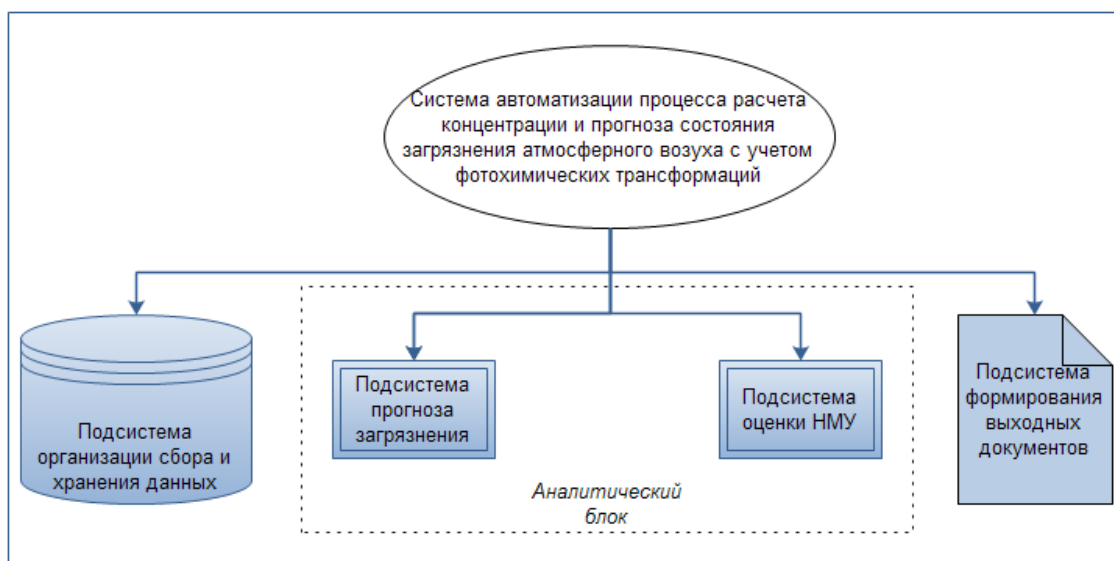 Система автоматизации процесса расчета
концентрации и прогноза состояния
загрязнения атмосферного возуха с учетом
фотохимических трансформаций
Подсистема
организации сбора и
хранения данных
Подсистема
прогноза
загрязнения
Подсистема
оценки НМУ
Аналитический
блок
Подсистема
формирования
выходных
документов